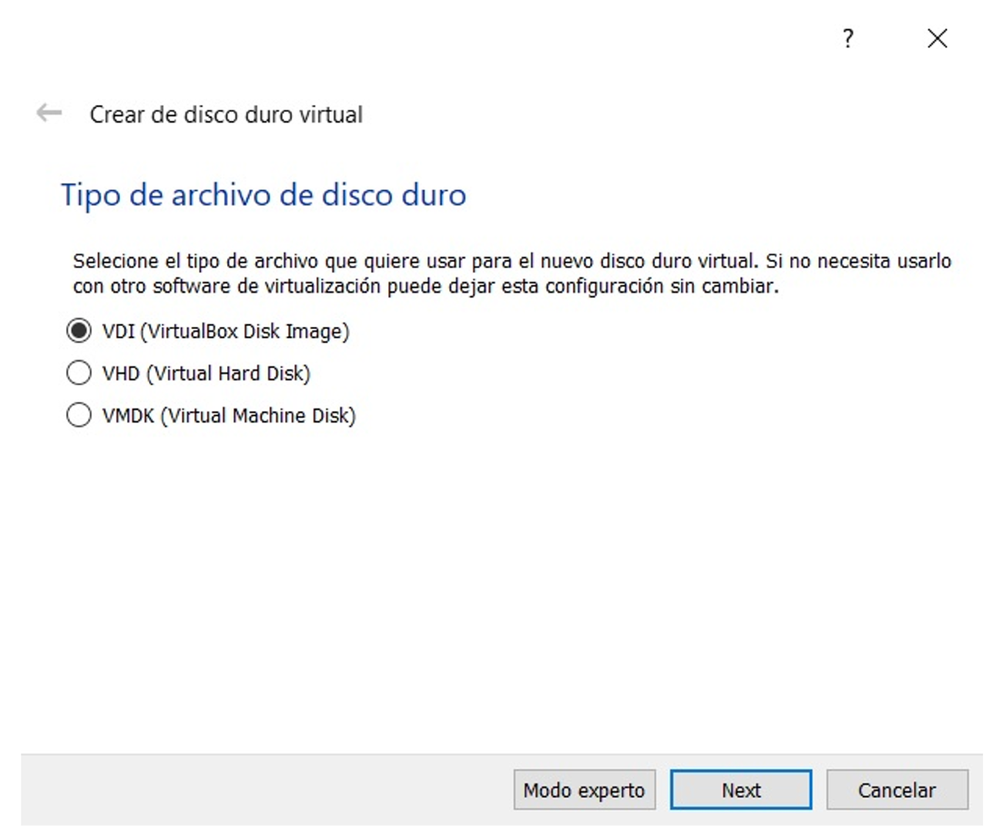 ?
Crear de disco duro virtual
Tipo de archivo de disco duro
Selecione el tipo de archivo que quiere usar para el nuevo disco duro virtual. Si no necesita usarlo
con otro software de virtualización puede dejar esta configuración sin cambiar.
VDI (VirtualBox Disk Image)
VHD (Virtual Hard Disk)
VMDK (Virtual Machine Disk)
Modo experto Next Cancelar